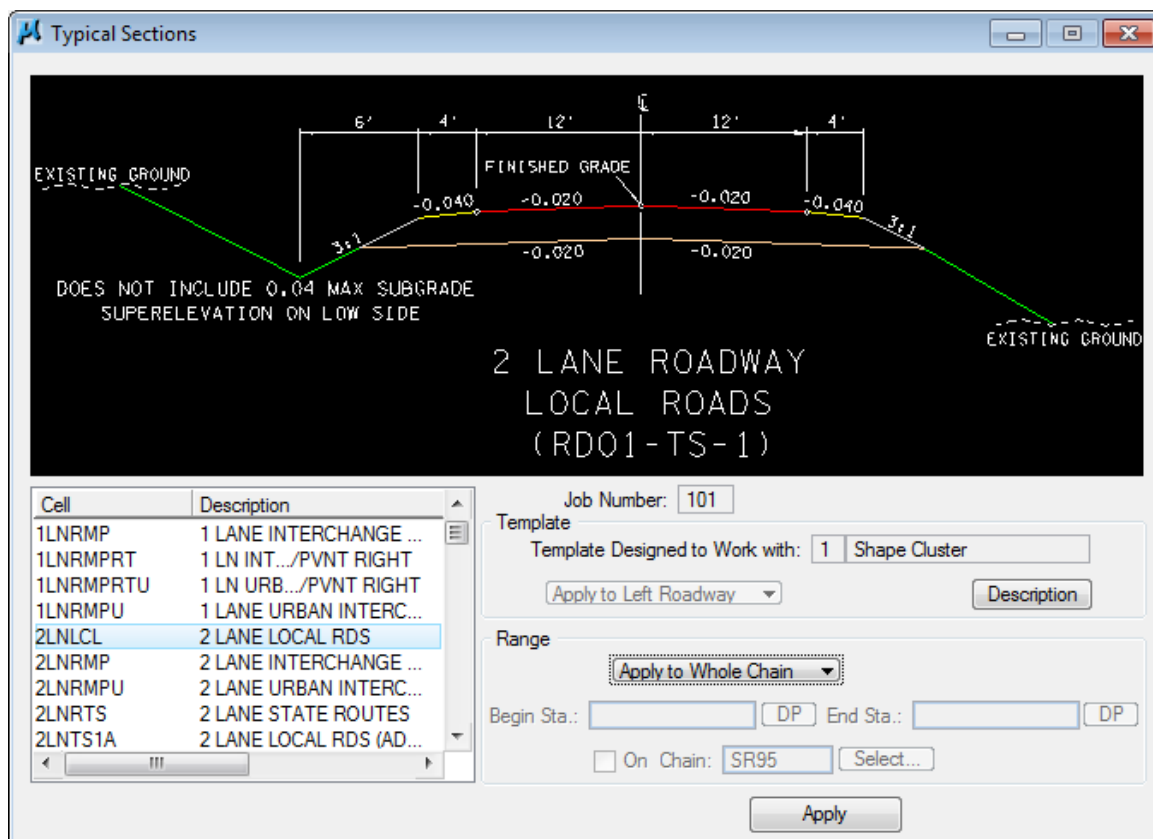 Typical Sections
℄
6' 4' 12' 12' 4'
EXISTING GROUND
FINISHED GRADE
-0.040 -0.020 -0.020 -0.040
3:1 3:1
-0.020 -0.020
DOES NOT INCLUDE 0.04 MAX SUBGRADE
SUPERELEVATION ON LOW SIDE
EXISTING GROUND
2 LANE ROADWAY
LOCAL ROADS
(RD01-TS-1)
Cell Description
1LNRMP 1 LANE INTERCHANGE ...
1LNRMPRT 1 LN INT.../PVNT RIGHT
1LNRMPRTU 1 LN URB.../PVNT RIGHT
1LNRMPU 1 LANE URBAN INTERC...
2LNLCL 2 LANE LOCAL RDS
2LNRMP 2 LANE INTERCHANGE ...
2LNRMPU 2 LANE URBAN INTERC...
2LNRTS 2 LANE STATE ROUTES
2LNTS1A 2 LANE LOCAL RDS (AD...
Job Number: 101
Template
Template Designed to Work with: 1 Shape Cluster
Apply to Left Roadway Description
Range
Apply to Whole Chain
Begin Sta.: DP End Sta.: DP
On Chain: SR95 Select...
Apply